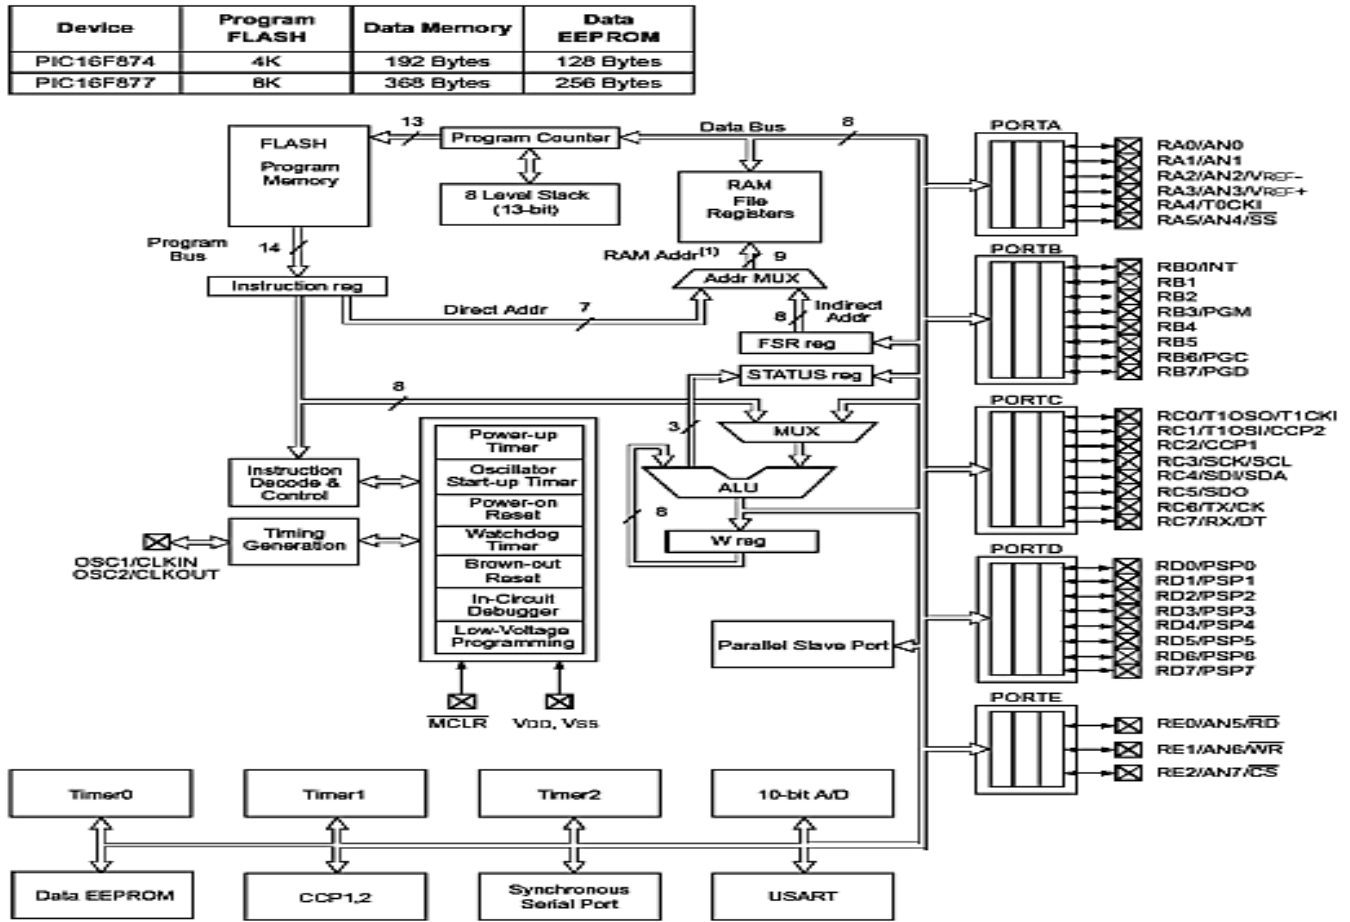 Device
Program
FLASH
Data Memory
Data
EEPROM
PIC16F874
4K
192 Bytes
128 Bytes
PIC16F877
8K
368 Bytes
256 Bytes
FLASH
Program
Memory
13
Program Counter
Data Bus
8
8 Level Stack
(13-bit)
RAM
File
Registers
Program
Bus
14
RAM Addr(1)
9
Addr MUX
Instruction reg
Direct Addr
7
8
Indirect
Addr
FSR reg
STATUS reg
8
3
MUX
ALU
8
W reg
Power-up
Timer
Oscillator
Start-up Timer
Power-on
Reset
Watchdog
Timer
Brown-out
Reset
In-Circuit
Debugger
Low-Voltage
Programming
Instruction
Decode &
Control
Timing
Generation
OSC1/CLKIN
OSC2/CLKOUT
MCLR
VDD, VSS
Parallel Slave Port
PORTA
RA0/AN0
RA1/AN1
RA2/AN2/VREF-
RA3/AN3/VREF+
RA4/T0CKI
RA5/AN4/SS
PORTB
RB0/INT
RB1
RB2
RB3/PGM
RB4
RB5
RB6/PGC
RB7/PGD
PORTC
RC0/T1OSO/T1CKI
RC1/T1OSI/CCP2
RC2/CCP1
RC3/SCK/SCL
RC4/SDI/SDA
RC5/SDO
RC6/TX/CK
RC7/RX/DT
PORTD
RD0/PSP0
RD1/PSP1
RD2/PSP2
RD3/PSP3
RD4/PSP4
RD5/PSP5
RD6/PSP6
RD7/PSP7
PORTE
RE0/AN5/RD
RE1/AN6/WR
RE2/AN7/CS
Timer0
Timer1
Timer2
10-bit A/D
Data EEPROM
CCP1,2
Synchronous
Serial Port
USART